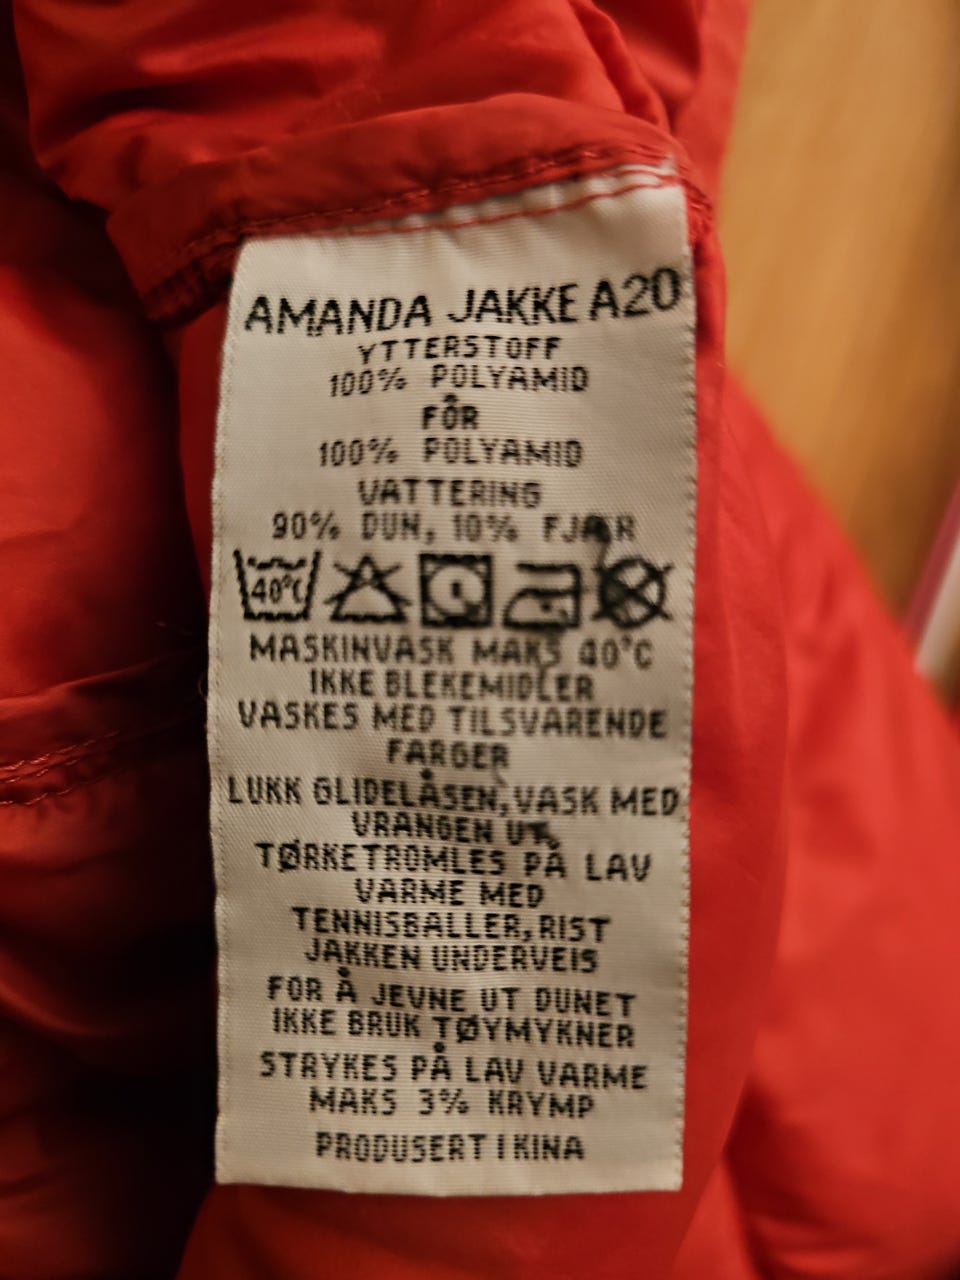 AMANDA JAKKE A20
YTTERSTOFF
100% POLYAMID
FÔR
100% POLYAMID
VATTERING
90% DUN, 10% FJÆR
40°C
MASKINVASK MAKS 40°C
IKKE BLEKEMIDLER
VASKES MED TILSVARENDE
FARGER
LUKK GLIDELÅSEN, VASK MED
VRANGEN UT,
TØRKETROMLES PÅ LAV
VARME MED
TENNISBALLER, RIST
JAKKEN UNDERVEIS
FOR Å JEVNE UT DUNET
IKKE BRUK TØYMYKNER
STRYKES PÅ LAV VARME
MAKS 3% KRYMP
PRODUSERT I KINA